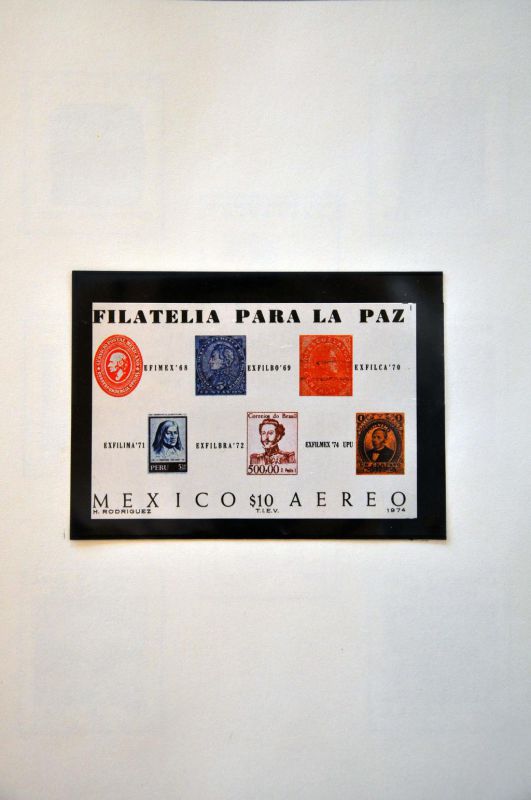 FILATELIA PARA LA PAZ
EFIMEX'68
EXFILBO'69
EXFILCA'70
EXFILIMA'71
EXFILBRA'72
EXFILMEX '74 UPU
PERU
Correios do Brasil
500,00 D. Pedro I
MEXICO $10 AEREO
H. RODRIGUEZ T.I.E.V. 1974